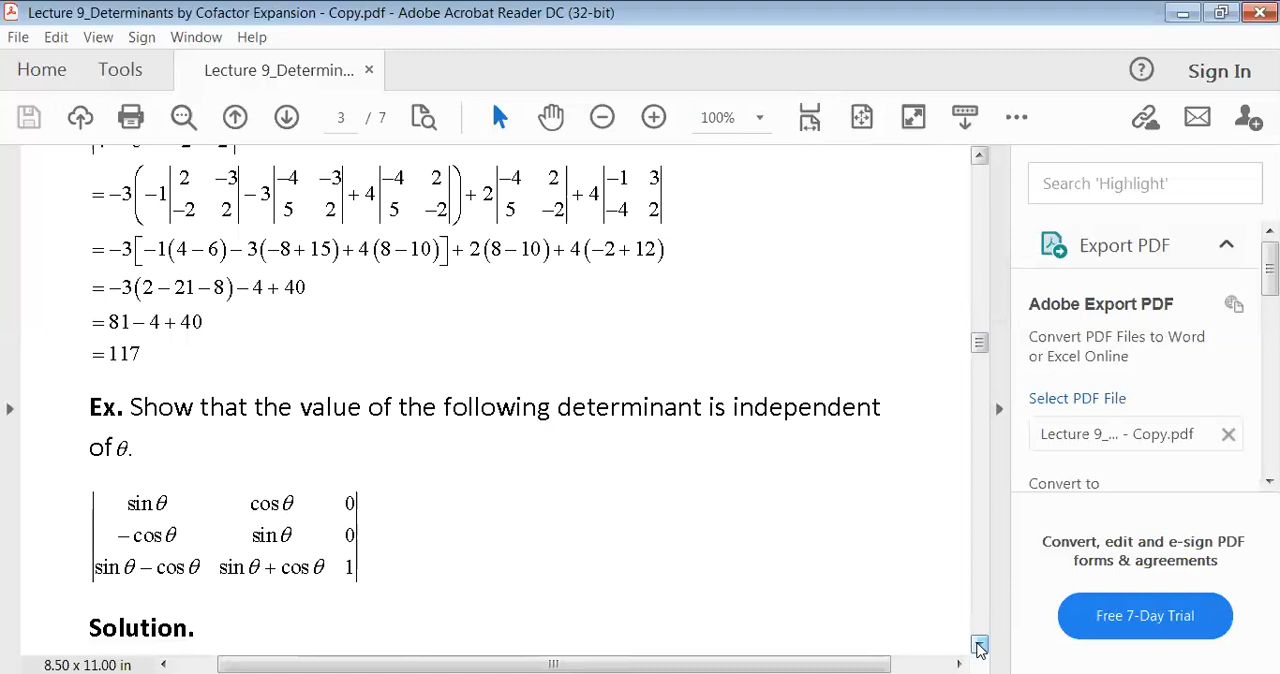 Lecture 9_Determinants by Cofactor Expansion - Copy.pdf - Adobe Acrobat Reader DC (32-bit)
File Edit View Sign Window Help
Home Tools Lecture 9_Determin... × Sign In
3 / 7 100%
= -3( -1 |2 -3; -2 2| - 3 |-4 -3; 5 2| + 4 |-4 2; 5 -2| ) + 2 |-4 2; 5 -2| + 4 |-1 3; -4 2|
= -3[-1(4 - 6) - 3(-8 + 15) + 4(8 - 10)] + 2(8 - 10) + 4(-2 + 12)
= -3(2 - 21 - 8) - 4 + 40
= 81 - 4 + 40
= 117
Ex. Show that the value of the following determinant is independent
of θ.
sin θ cos θ 0
- cos θ sin θ 0
sin θ - cos θ sin θ + cos θ 1
Solution.
8.50 x 11.00 in
Search 'Highlight'
Export PDF
Adobe Export PDF
Convert PDF Files to Word
or Excel Online
Select PDF File
Lecture 9_... - Copy.pdf
Convert to
Convert, edit and e-sign PDF
forms & agreements
Free 7-Day Trial